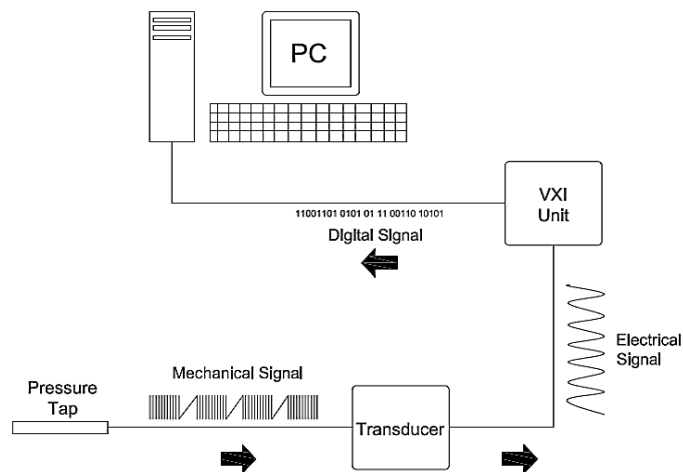 PC
VXI
Unit
11001101 0101 01 11 00110 10101
Digital Signal
Electrical
Signal
Mechanical Signal
Pressure
Tap
Transducer